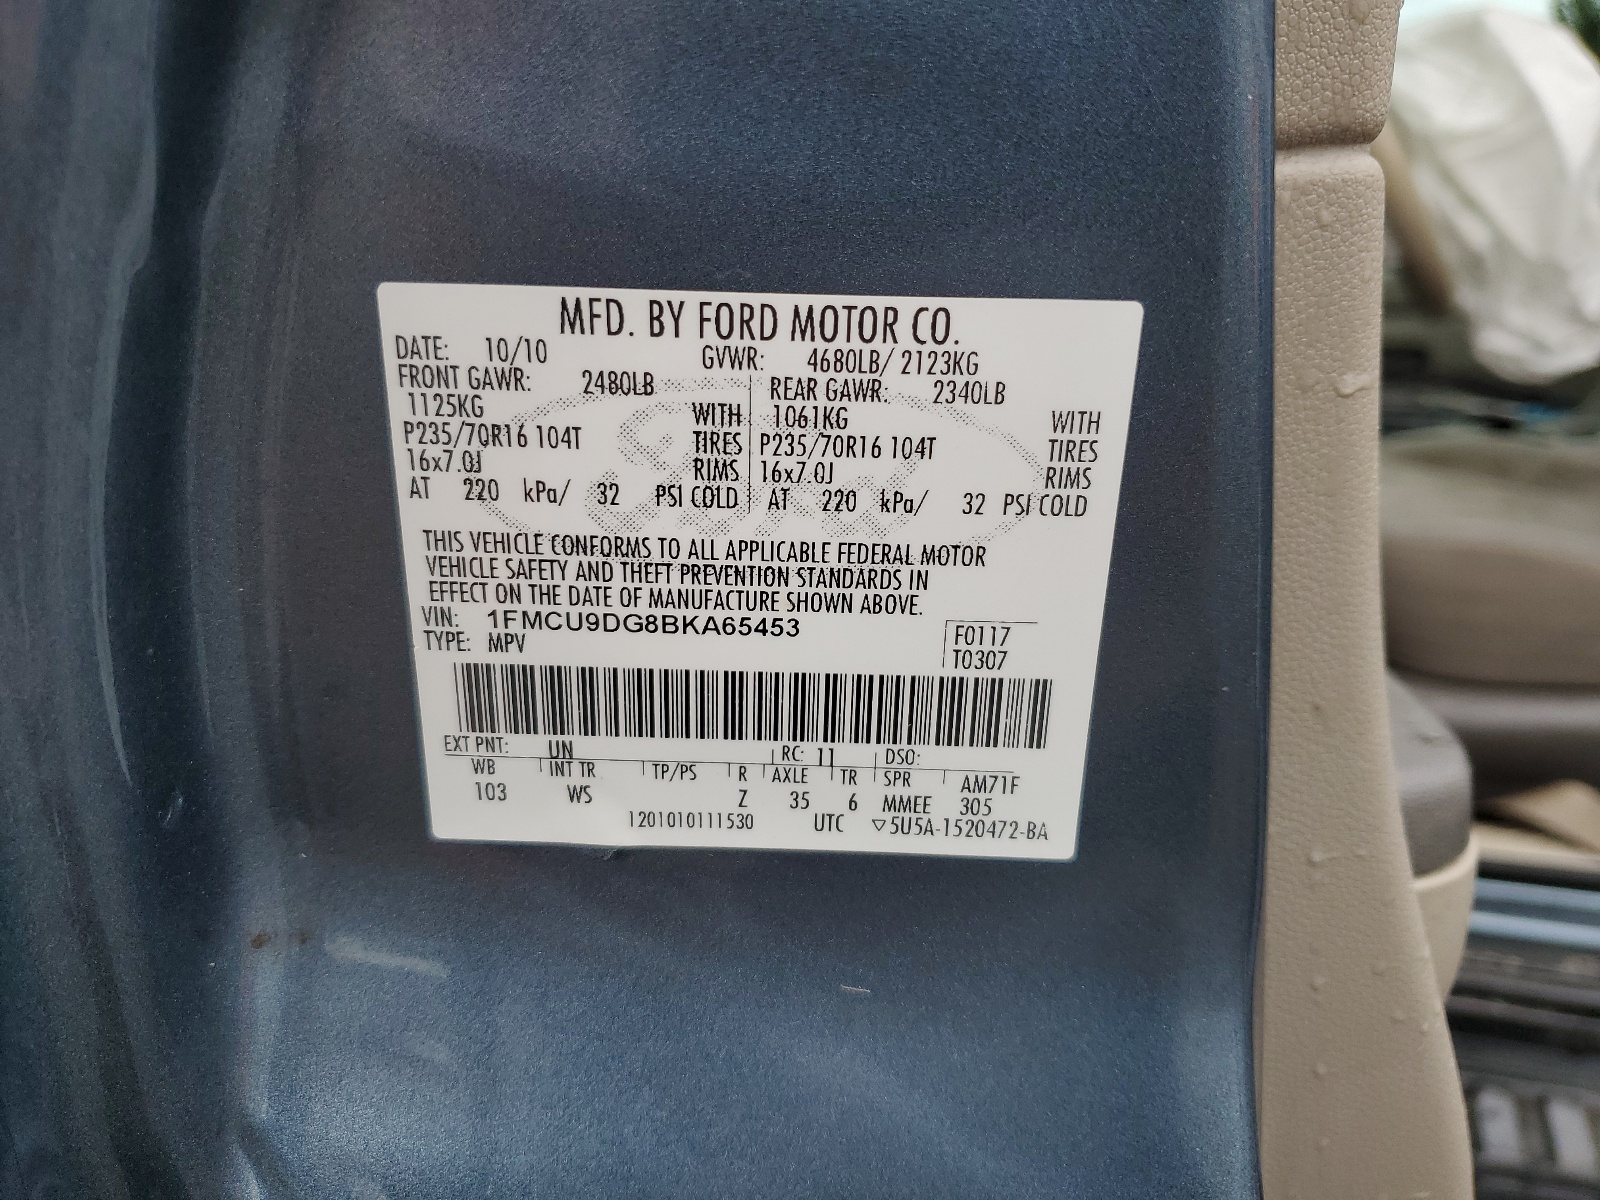 MFD. BY FORD MOTOR CO.
DATE: 10/10 GVWR: 4680LB/ 2123KG
FRONT GAWR: 2480LB REAR GAWR: 2340LB
1125KG WITH 1061KG WITH
P235/70R16 104T TIRES P235/70R16 104T TIRES
16x7.0J RIMS 16x7.0J RIMS
AT 220 kPa/ 32 PSI COLD AT 220 kPa/ 32 PSI COLD
THIS VEHICLE CONFORMS TO ALL APPLICABLE FEDERAL MOTOR
VEHICLE SAFETY AND THEFT PREVENTION STANDARDS IN
EFFECT ON THE DATE OF MANUFACTURE SHOWN ABOVE.
VIN: 1FMCU9DG8BKA65453 F0117
TYPE: MPV T0307
EXT PNT: UN RC: 11 DSO:
WB INT TR TP/PS R AXLE TR SPR AM71F
103 WS Z 35 6 MMEE 305
1201010111530 UTC ▽5U5A-1520472-BA